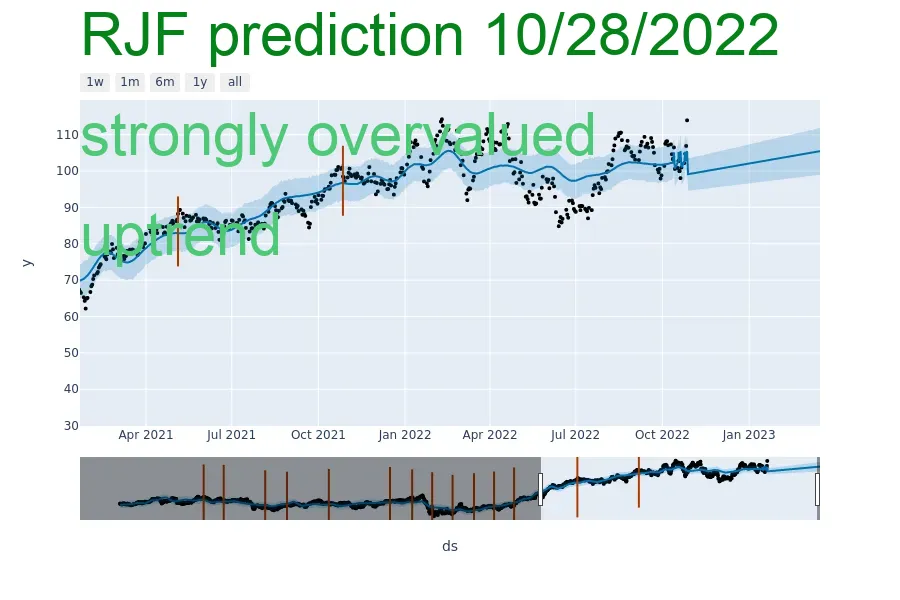 RJF prediction 10/28/2022
1w 1m 6m 1y all
strongly overvalued
uptrend
110
100
90
80
70
60
50
40
30
y
Apr 2021 Jul 2021 Oct 2021 Jan 2022 Apr 2022 Jul 2022 Oct 2022 Jan 2023
ds